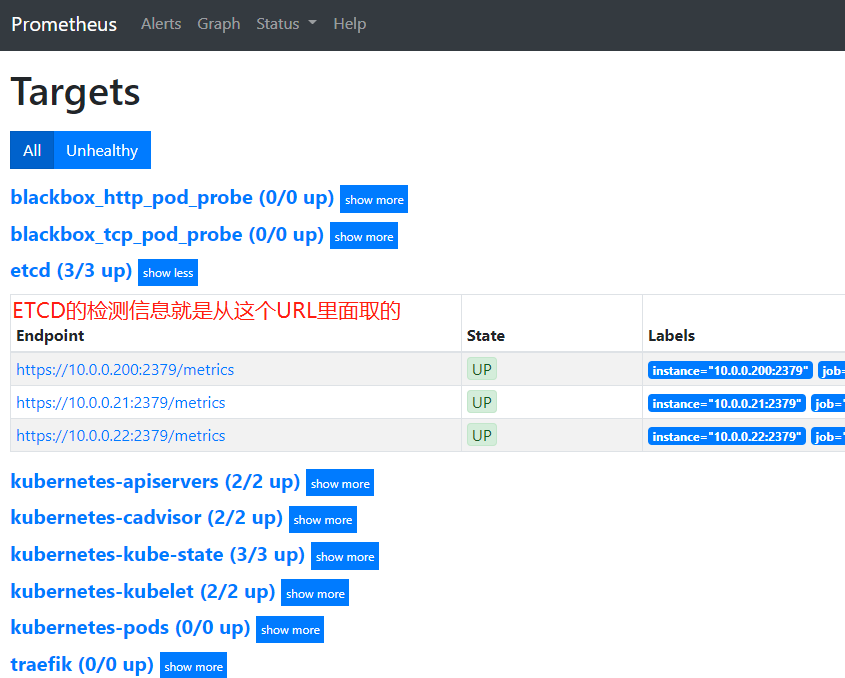 Prometheus Alerts Graph Status Help
Targets
All Unhealthy
blackbox_http_pod_probe (0/0 up) show more
blackbox_tcp_pod_probe (0/0 up) show more
etcd (3/3 up) show less
ETCD的检测信息就是从这个URL里面取的
Endpoint State Labels
https://10.0.0.200:2379/metrics UP instance="10.0.0.200:2379" job=
https://10.0.0.21:2379/metrics UP instance="10.0.0.21:2379" job="
https://10.0.0.22:2379/metrics UP instance="10.0.0.22:2379" job="
kubernetes-apiservers (2/2 up) show more
kubernetes-cadvisor (2/2 up) show more
kubernetes-kube-state (3/3 up) show more
kubernetes-kubelet (2/2 up) show more
kubernetes-pods (0/0 up) show more
traefik (0/0 up) show more